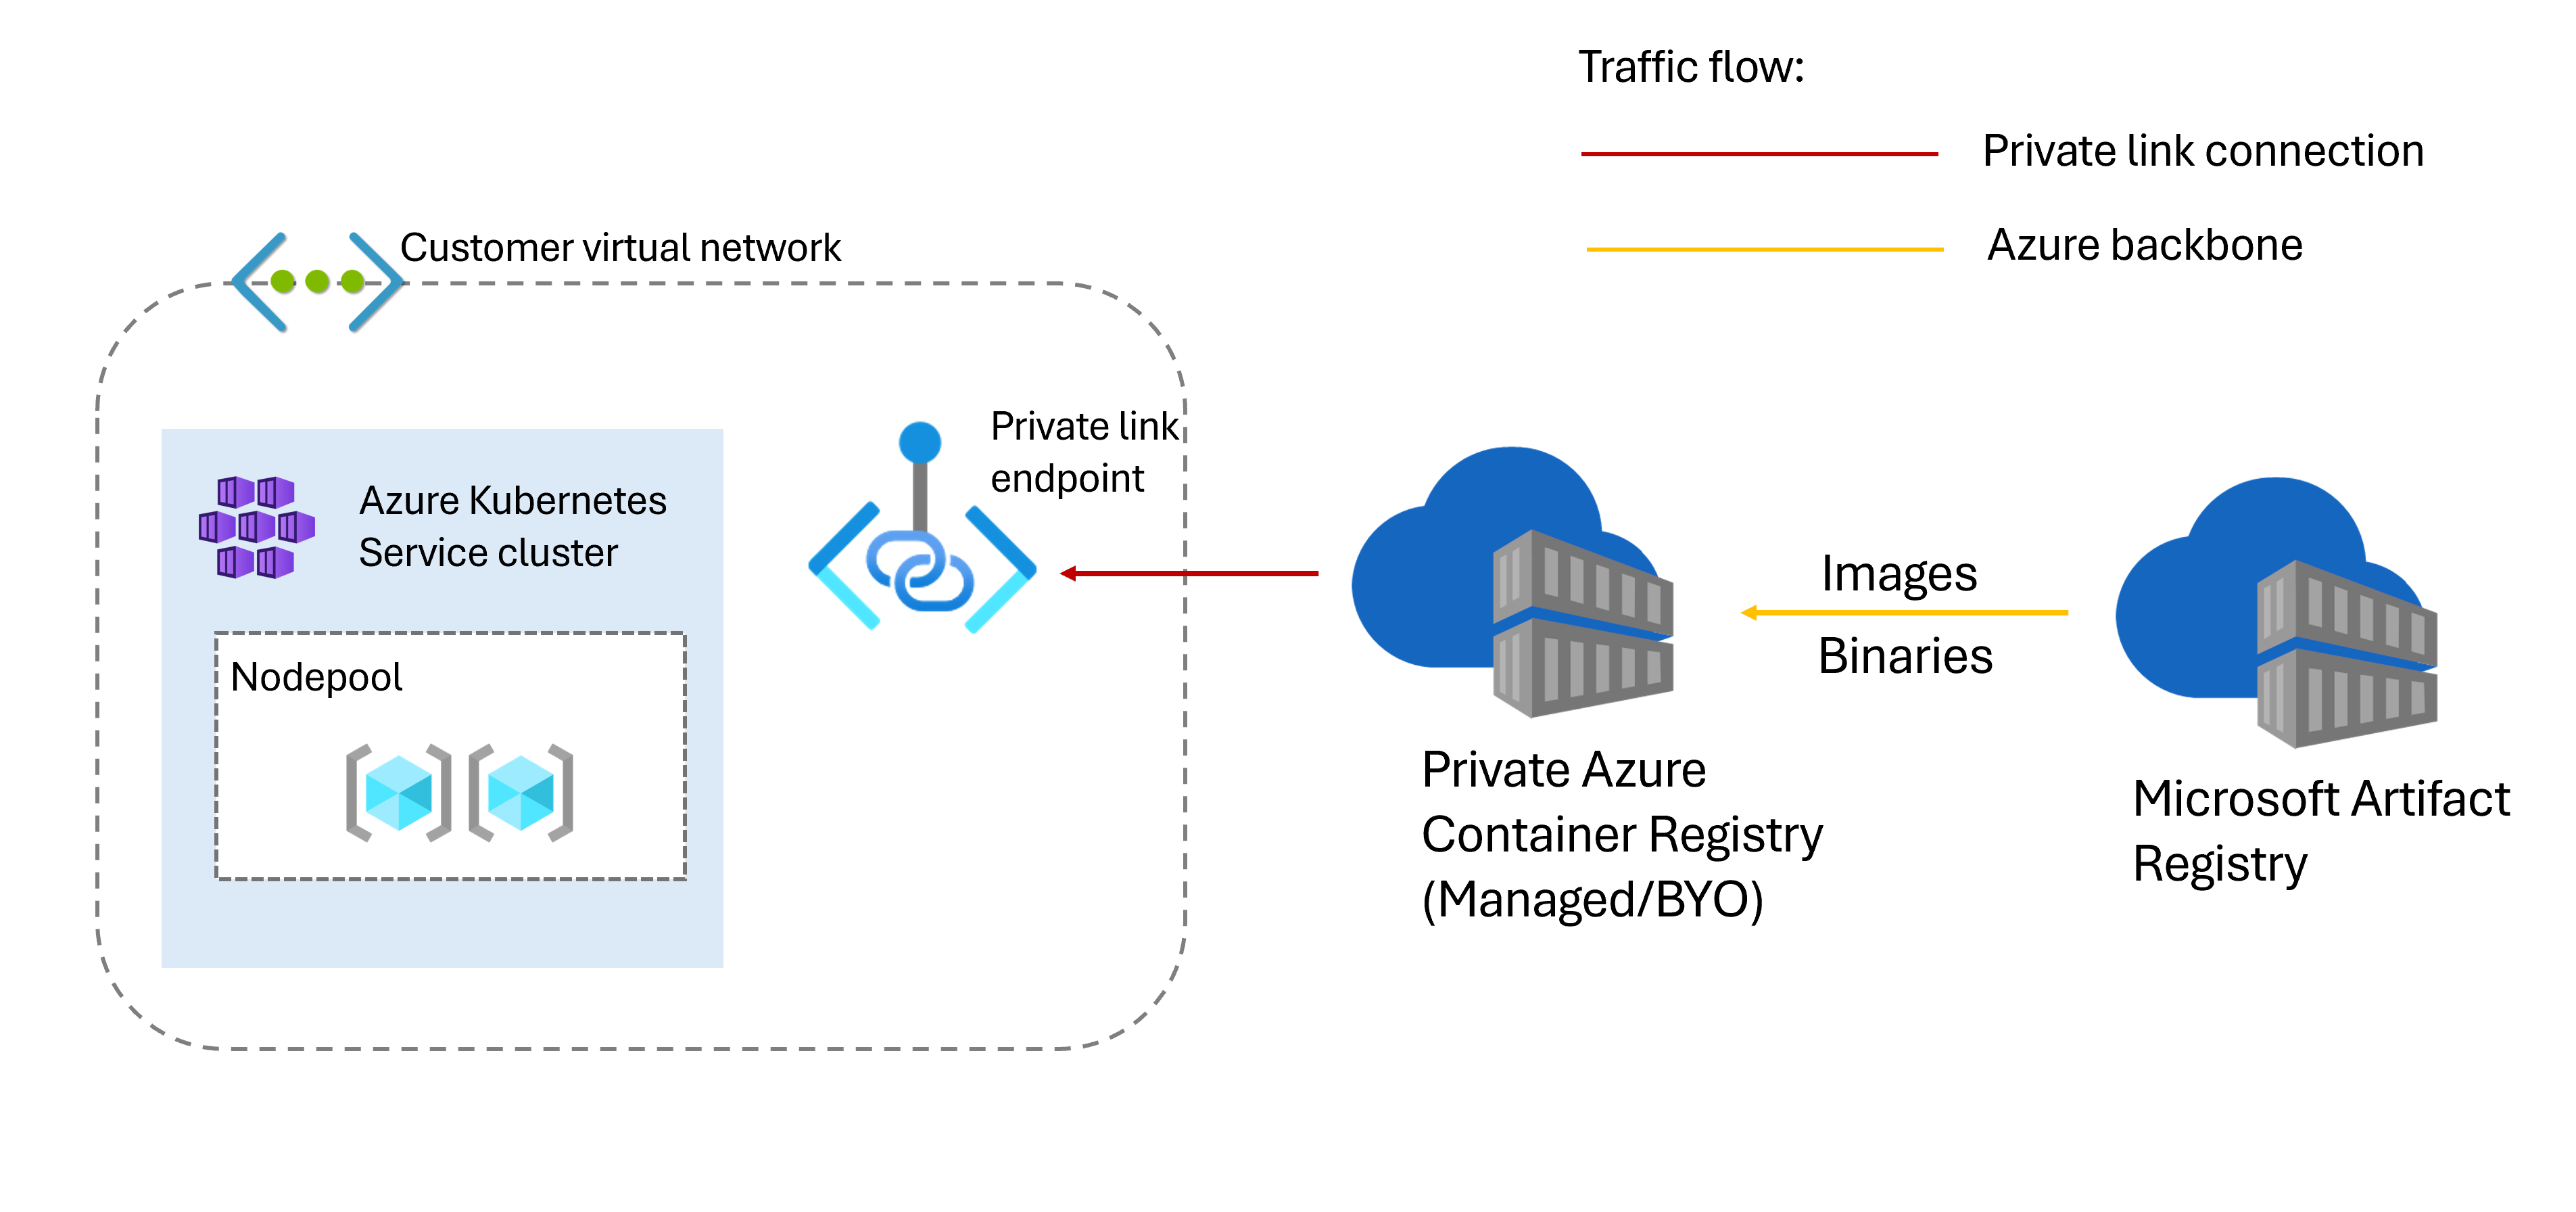 Traffic flow:
Private link connection
Azure backbone
Customer virtual network
Private link
endpoint
Azure Kubernetes
Service cluster
Nodepool
Images
Binaries
Private Azure
Container Registry
(Managed/BYO)
Microsoft Artifact
Registry